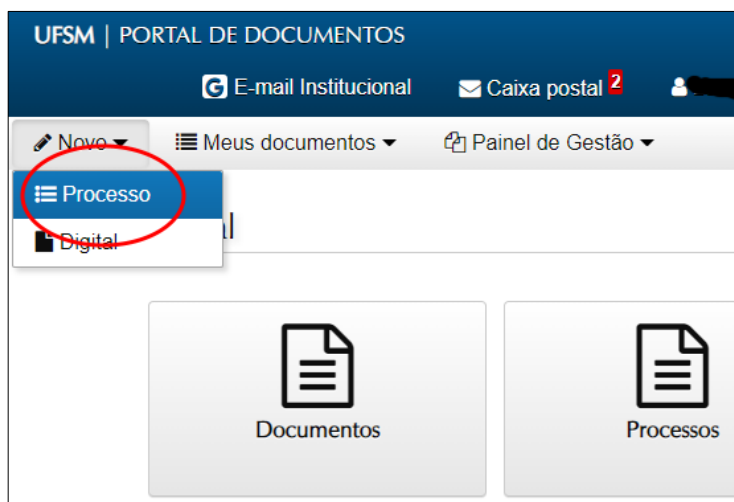 UFSM | PORTAL DE DOCUMENTOS
E-mail Institucional Caixa postal 2
Novo Meus documentos Painel de Gestão
Processo
Digital
Documentos Processos